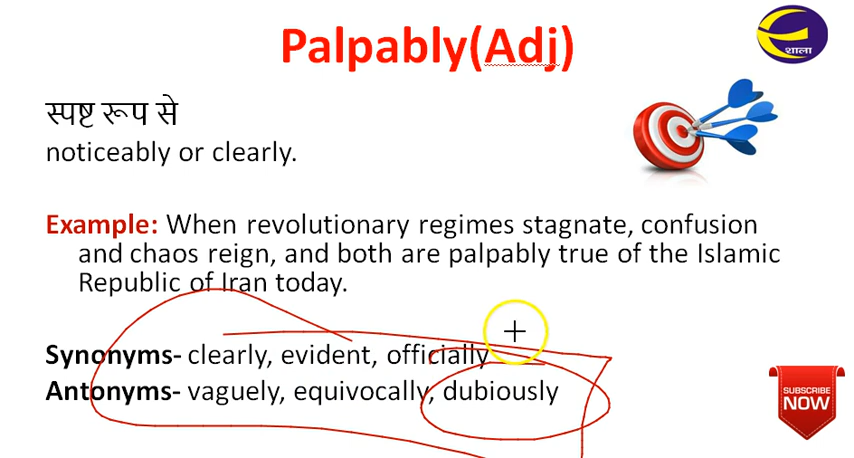 Palpably(Adj)
शाला
स्पष्ट रूप से
noticeably or clearly.
Example: When revolutionary regimes stagnate, confusion
and chaos reign, and both are palpably true of the Islamic
Republic of Iran today.
Synonyms- clearly, evident, officially
Antonyms- vaguely, equivocally, dubiously
SUBSCRIBE
NOW